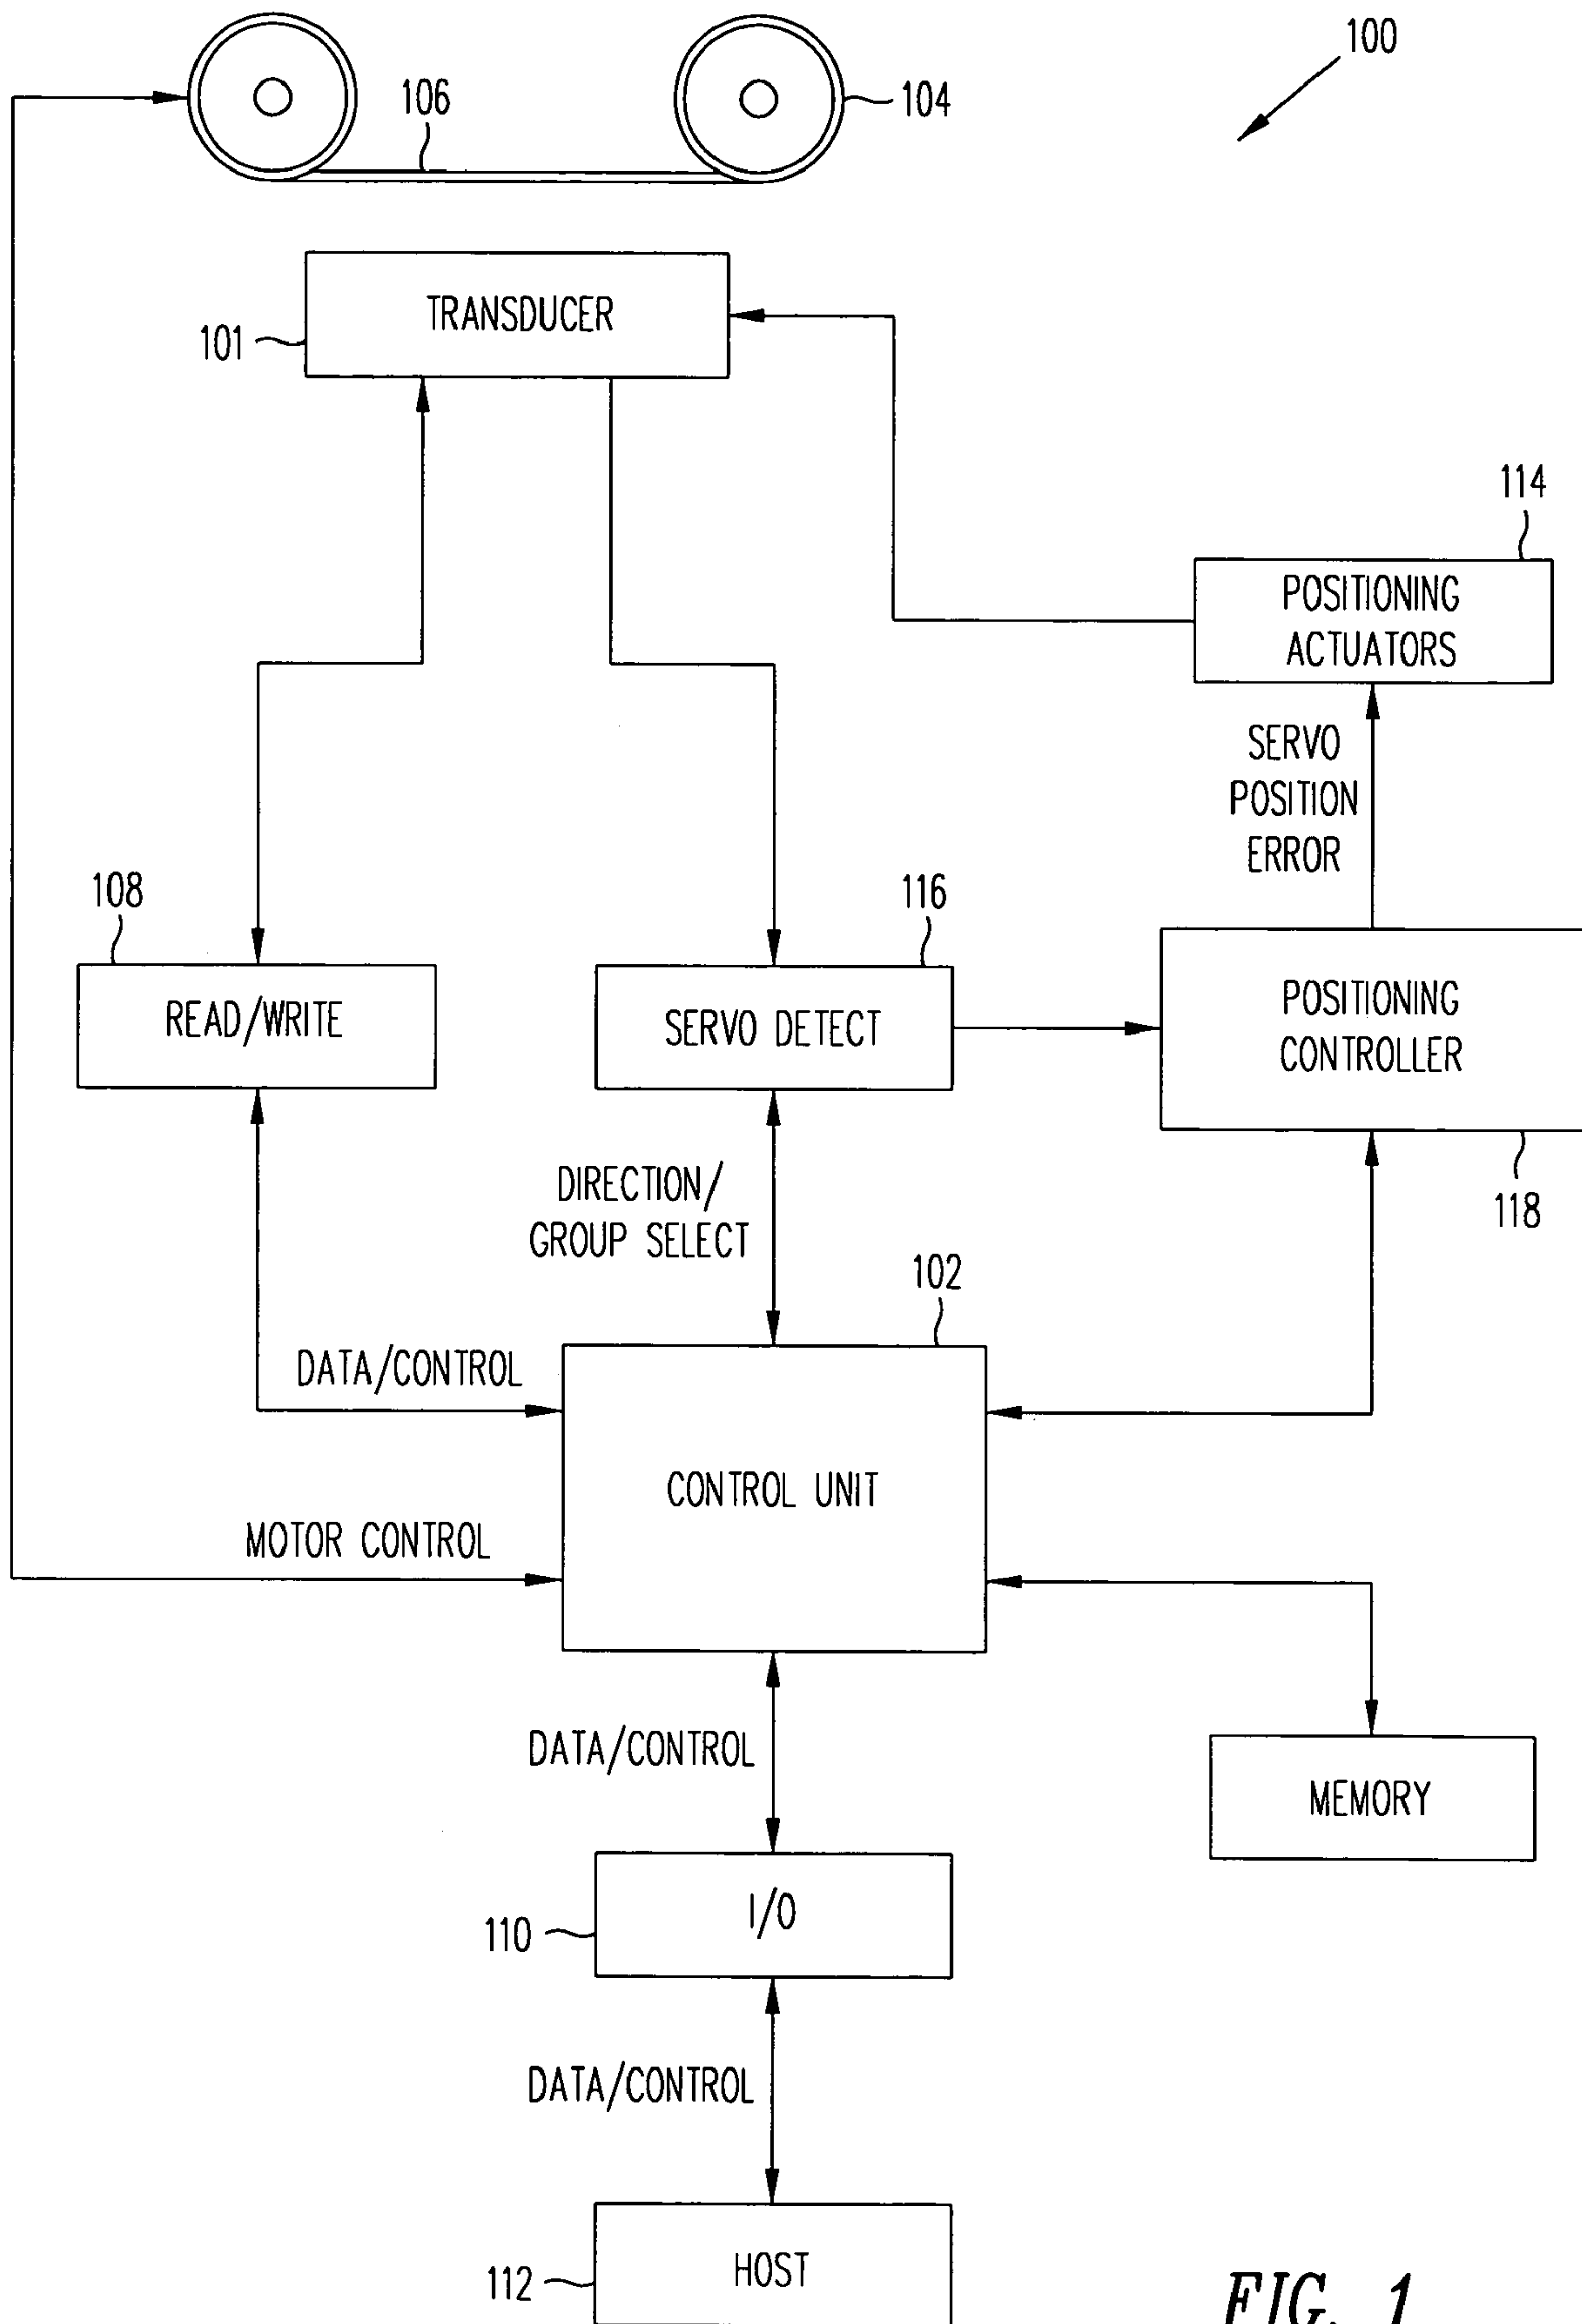 100
106
104
TRANSDUCER
101
114
POSITIONING
ACTUATORS
SERVO
POSITION
ERROR
108
116
READ/WRITE
SERVO DETECT
POSITIONING
CONTROLLER
118
DIRECTION/
GROUP SELECT
102
DATA/CONTROL
CONTROL UNIT
MOTOR CONTROL
DATA/CONTROL
MEMORY
I/O
110
DATA/CONTROL
HOST
112
FIG. 1